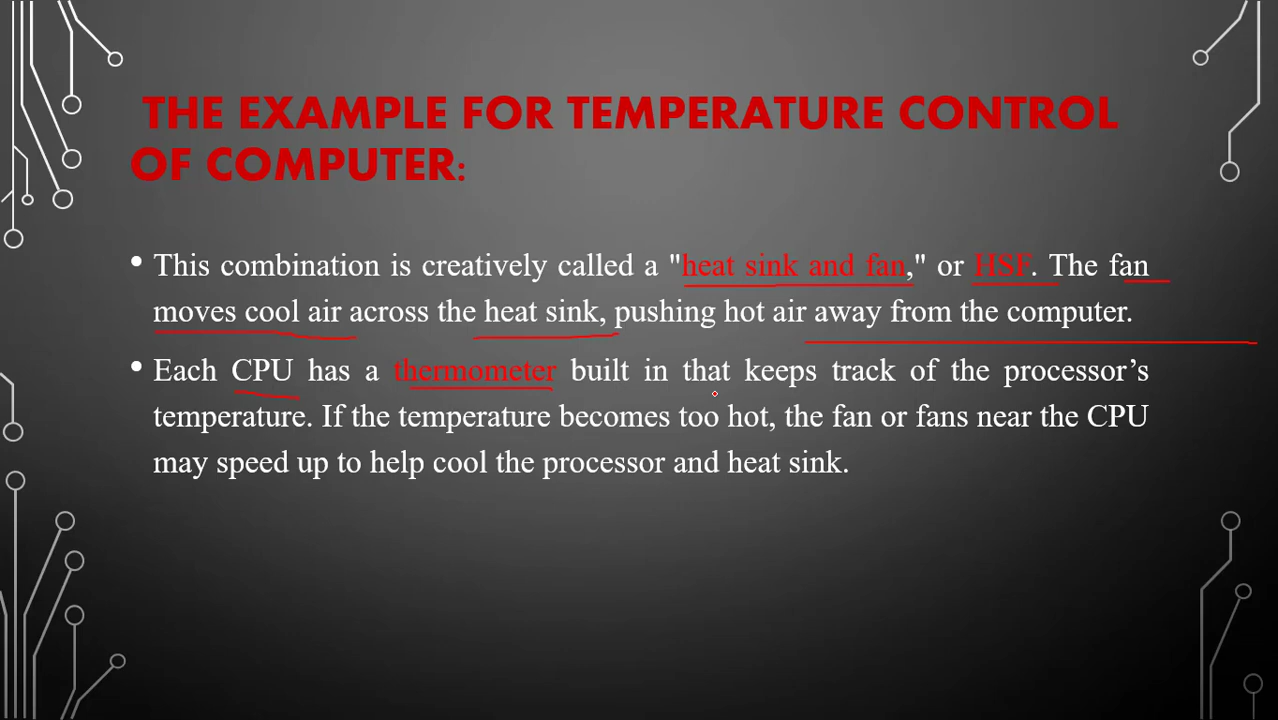 THE EXAMPLE FOR TEMPERATURE CONTROL
OF COMPUTER:
• This combination is creatively called a "heat sink and fan," or HSF. The fan
moves cool air across the heat sink, pushing hot air away from the computer.
• Each CPU has a thermometer built in that keeps track of the processor’s
temperature. If the temperature becomes too hot, the fan or fans near the CPU
may speed up to help cool the processor and heat sink.